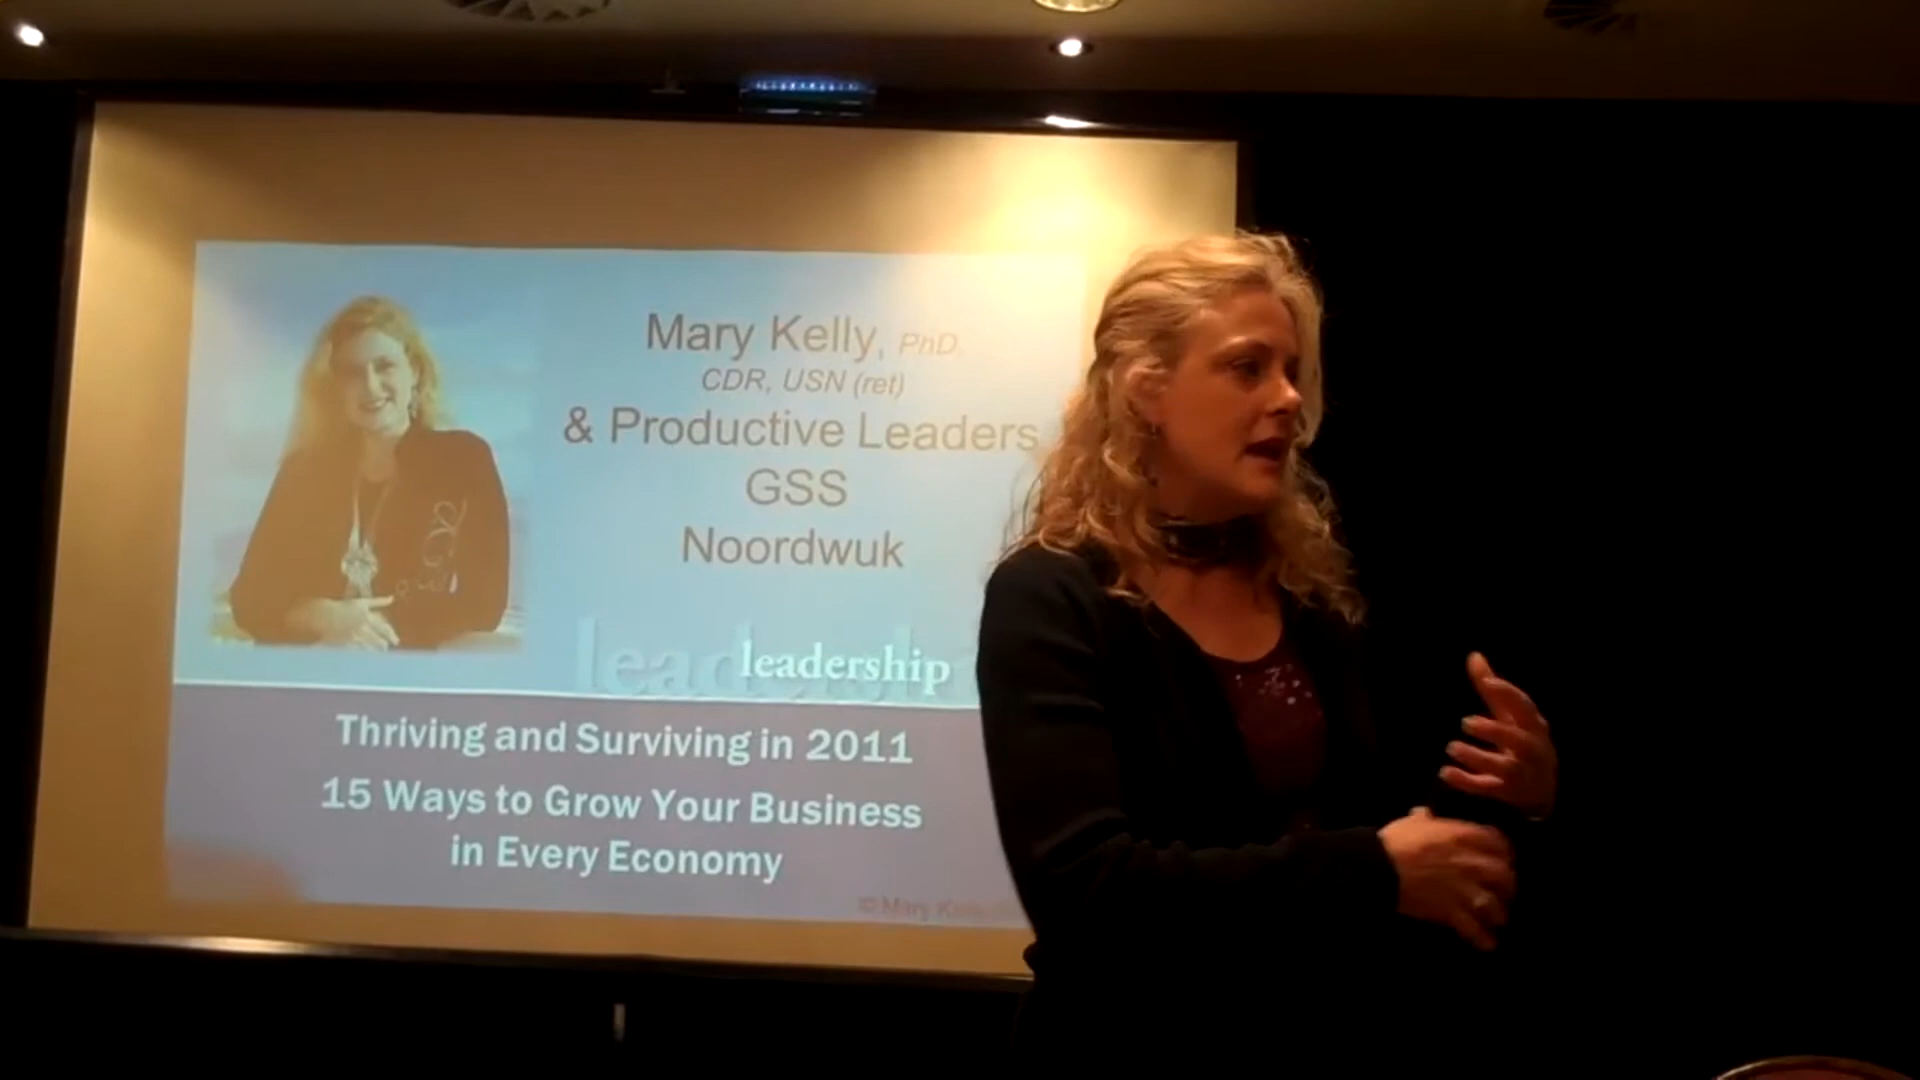 Mary Kelly, PhD,
CDR, USN (ret)
& Productive Leaders
GSS
Noordwuk
leadership
Thriving and Surviving in 2011
15 Ways to Grow Your Business
in Every Economy
© Mary